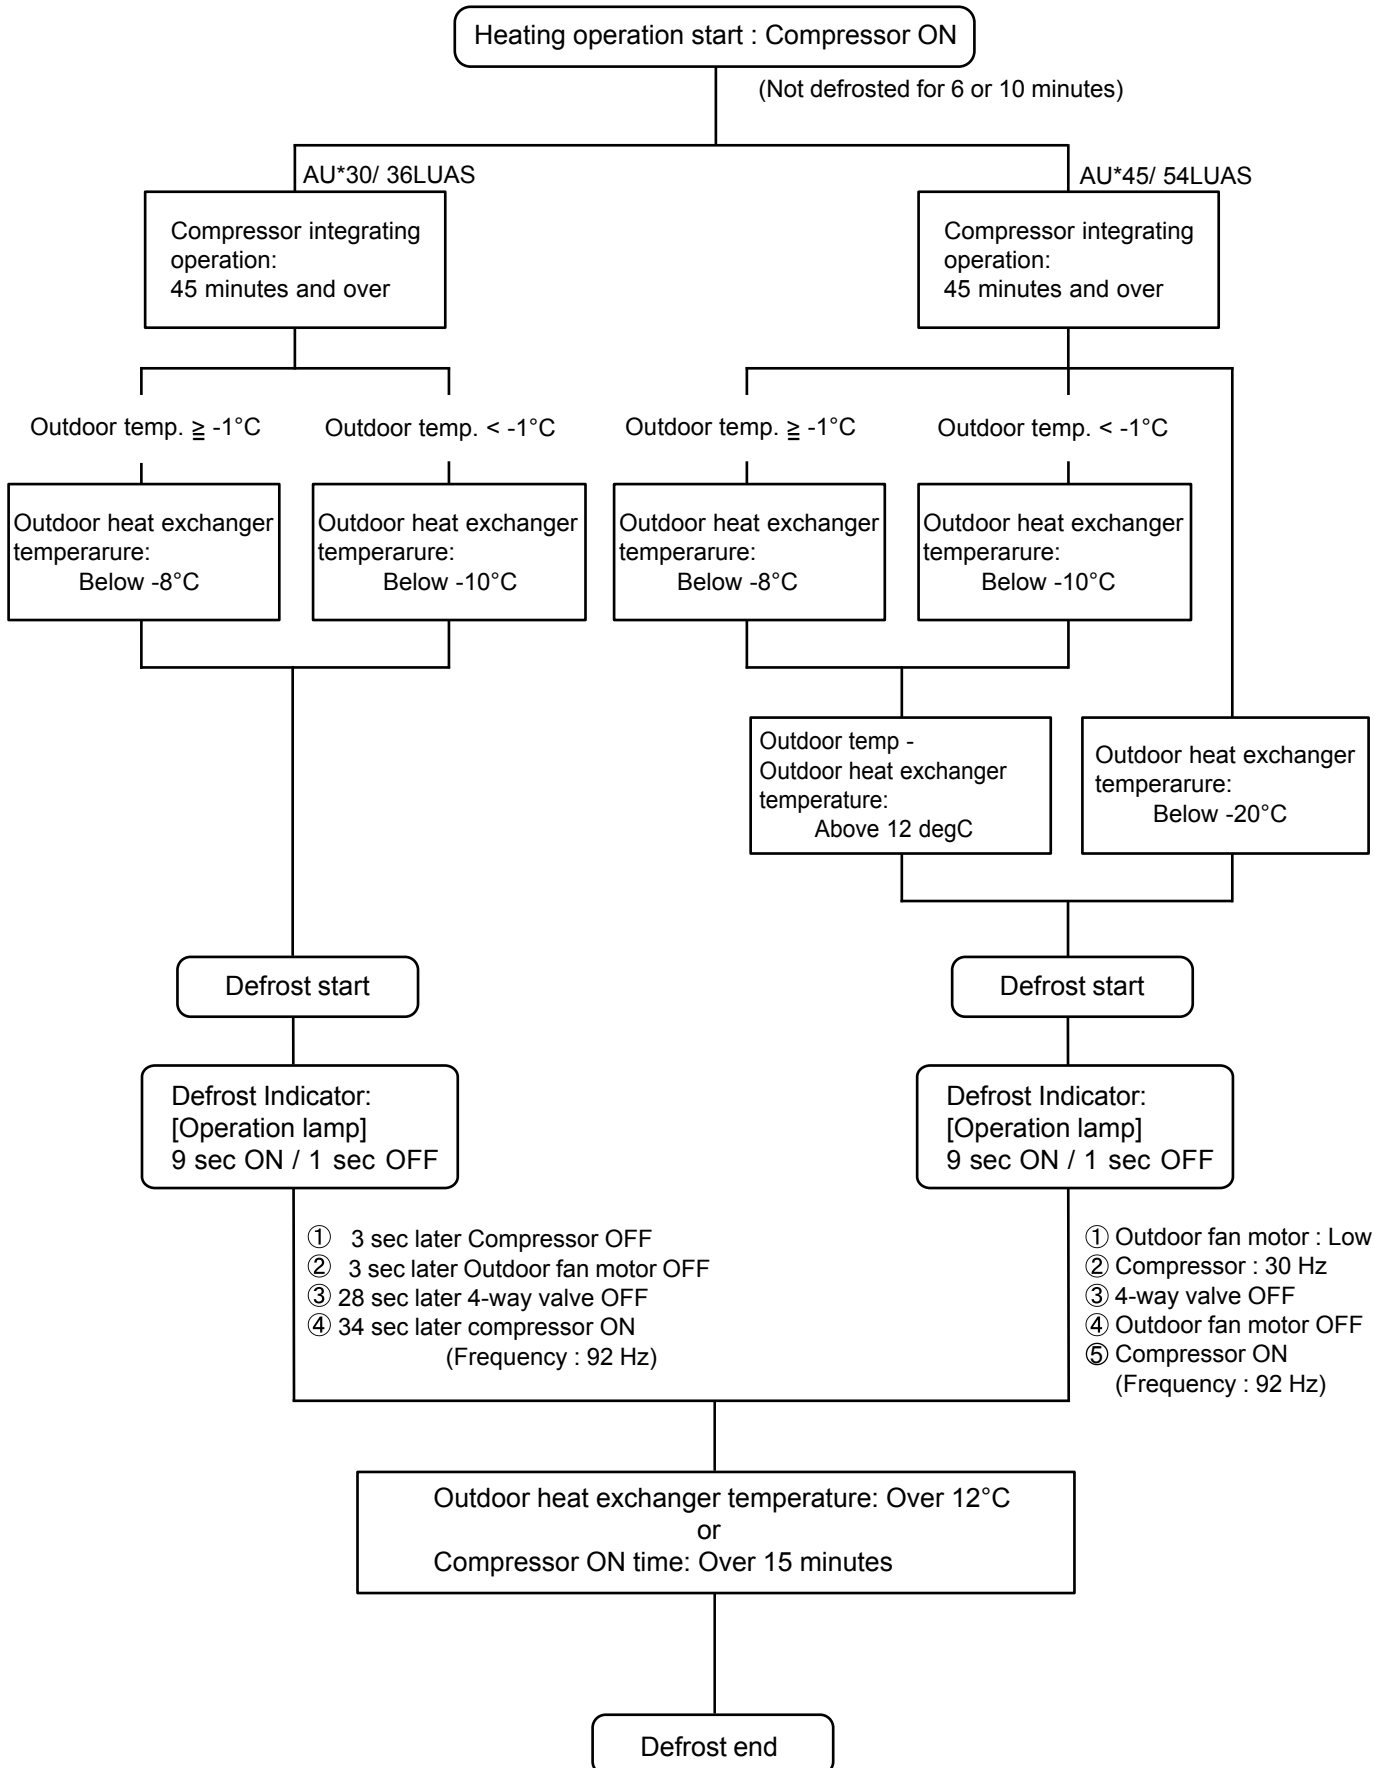 Heating operation start : Compressor ON
(Not defrosted for 6 or 10 minutes)
AU*30/ 36LUAS
AU*45/ 54LUAS
Compressor integrating
operation:
45 minutes and over
Compressor integrating
operation:
45 minutes and over
Outdoor temp. ≧ -1°C
Outdoor temp. < -1°C
Outdoor temp. ≧ -1°C
Outdoor temp. < -1°C
Outdoor heat exchanger
temperarure:
Below -8°C
Outdoor heat exchanger
temperarure:
Below -10°C
Outdoor heat exchanger
temperarure:
Below -8°C
Outdoor heat exchanger
temperarure:
Below -10°C
Outdoor temp -
Outdoor heat exchanger
temperature:
Above 12 degC
Outdoor heat exchanger
temperarure:
Below -20°C
Defrost start
Defrost start
Defrost Indicator:
[Operation lamp]
9 sec ON / 1 sec OFF
Defrost Indicator:
[Operation lamp]
9 sec ON / 1 sec OFF
① 3 sec later Compressor OFF
② 3 sec later Outdoor fan motor OFF
③ 28 sec later 4-way valve OFF
④ 34 sec later compressor ON
(Frequency : 92 Hz)
① Outdoor fan motor : Low
② Compressor : 30 Hz
③ 4-way valve OFF
④ Outdoor fan motor OFF
⑤ Compressor ON
(Frequency : 92 Hz)
Outdoor heat exchanger temperature: Over 12°C
or
Compressor ON time: Over 15 minutes
Defrost end